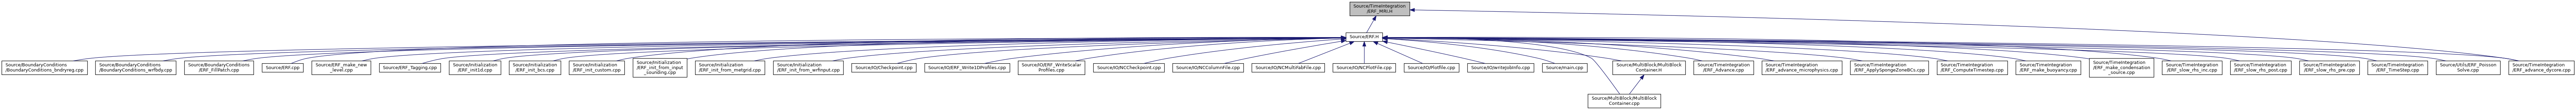 Source/TimeIntegration
/ERF_MRI.H
Source/ERF.H
Source/BoundaryConditions
/BoundaryConditions_bndryreg.cpp
Source/BoundaryConditions
/BoundaryConditions_wrfbdy.cpp
Source/BoundaryConditions
/ERF_FillPatch.cpp
Source/ERF.cpp
Source/ERF_make_new
_level.cpp
Source/ERF_Tagging.cpp
Source/Initialization
/ERF_init1d.cpp
Source/Initialization
/ERF_init_bcs.cpp
Source/Initialization
/ERF_init_custom.cpp
Source/Initialization
/ERF_init_from_input
_sounding.cpp
Source/Initialization
/ERF_init_from_metgrid.cpp
Source/Initialization
/ERF_init_from_wrfinput.cpp
Source/IO/Checkpoint.cpp
Source/IO/ERF_Write1DProfiles.cpp
Source/IO/ERF_WriteScalar
Profiles.cpp
Source/IO/NCCheckpoint.cpp
Source/IO/NCColumnFile.cpp
Source/IO/NCMultiFabFile.cpp
Source/IO/NCPlotFile.cpp
Source/IO/Plotfile.cpp
Source/IO/writeJobInfo.cpp
Source/main.cpp
Source/MultiBlock/MultiBlock
Container.H
Source/TimeIntegration
/ERF_Advance.cpp
Source/TimeIntegration
/ERF_advance_microphysics.cpp
Source/TimeIntegration
/ERF_ApplySpongeZoneBCs.cpp
Source/TimeIntegration
/ERF_ComputeTimestep.cpp
Source/TimeIntegration
/ERF_make_buoyancy.cpp
Source/TimeIntegration
/ERF_make_condensation
_source.cpp
Source/TimeIntegration
/ERF_slow_rhs_inc.cpp
Source/TimeIntegration
/ERF_slow_rhs_post.cpp
Source/TimeIntegration
/ERF_slow_rhs_pre.cpp
Source/TimeIntegration
/ERF_TimeStep.cpp
Source/Utils/ERF_Poisson
Solve.cpp
Source/TimeIntegration
/ERF_advance_dycore.cpp
Source/MultiBlock/MultiBlock
Container.cpp